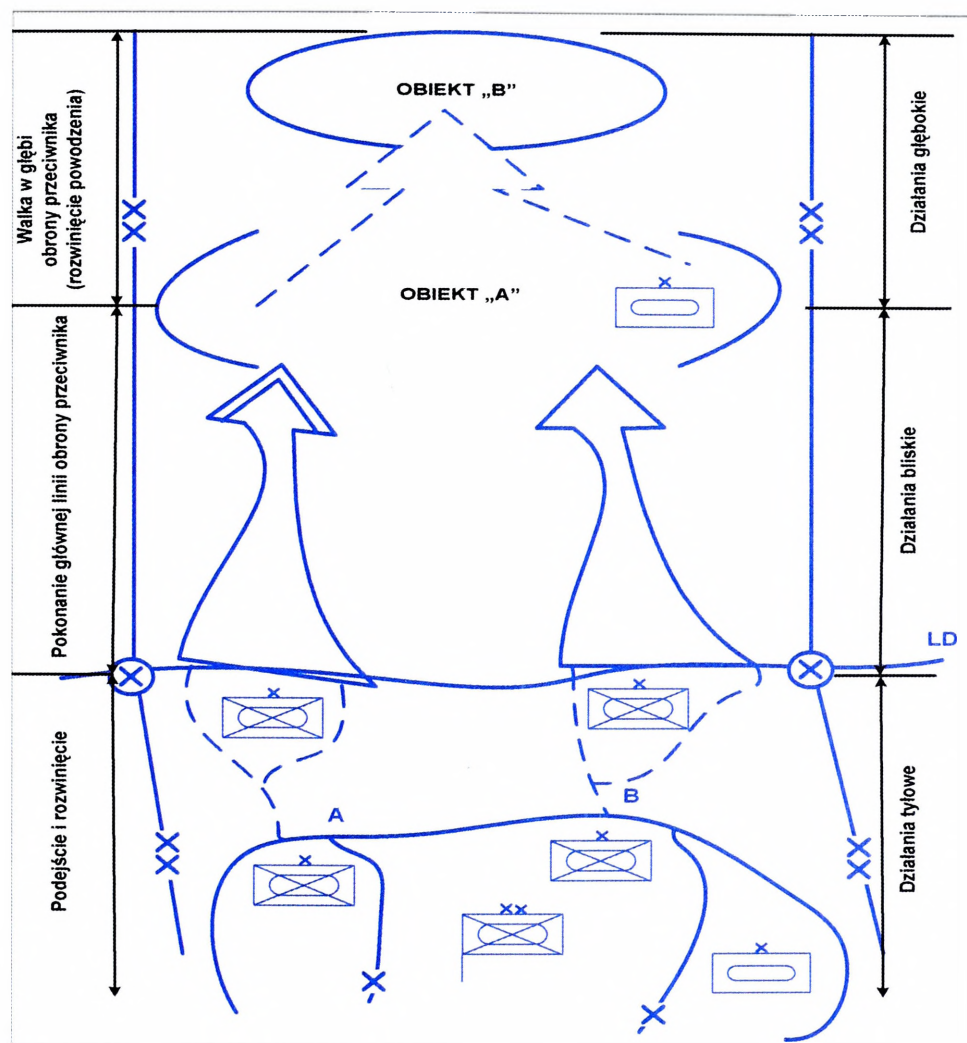 OBIEKT „B”
OBIEKT „A”
Walka w głębi
obrony przeciwnika
(rozwinięcie powodzenia)
Pokonanie głównej linii obrony przeciwnika
Podejście i rozwinięcie
Działania głębokie
Działania bliskie
Działania tyłowe
LD
A
B